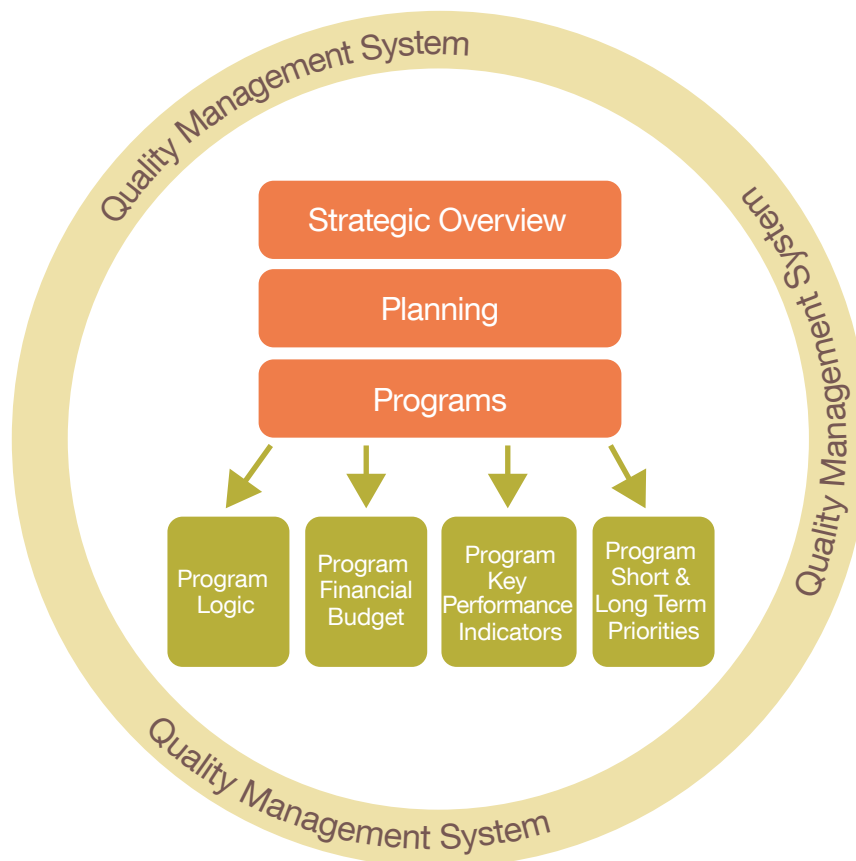 Quality Management System
Quality Management System
Strategic Overview
Planning
Programs
Program
Logic
Program
Financial
Budget
Program
Key
Performance
Indicators
Program
Short &
Long Term
Priorities
Quality Management System